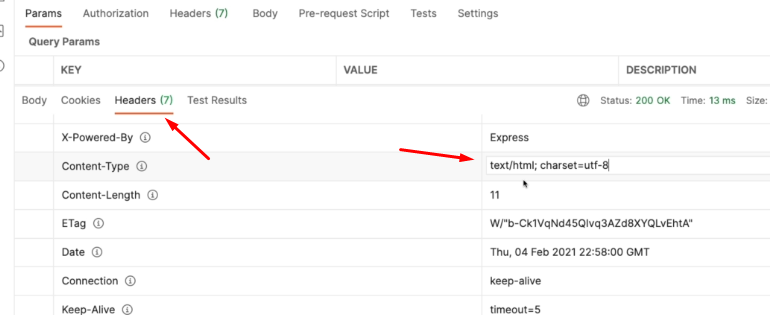 Params Authorization Headers (7) Body Pre-request Script Tests Settings
Query Params
KEY VALUE DESCRIPTION
Body Cookies Headers (7) Test Results Status: 200 OK Time: 13 ms Size:
X-Powered-By Express
Content-Type text/html; charset=utf-8
Content-Length 11
ETag W/"b-Ck1VqNd45QIvq3AZd8XYQLvEhtA"
Date Thu, 04 Feb 2021 22:58:00 GMT
Connection keep-alive
Keep-Alive timeout=5